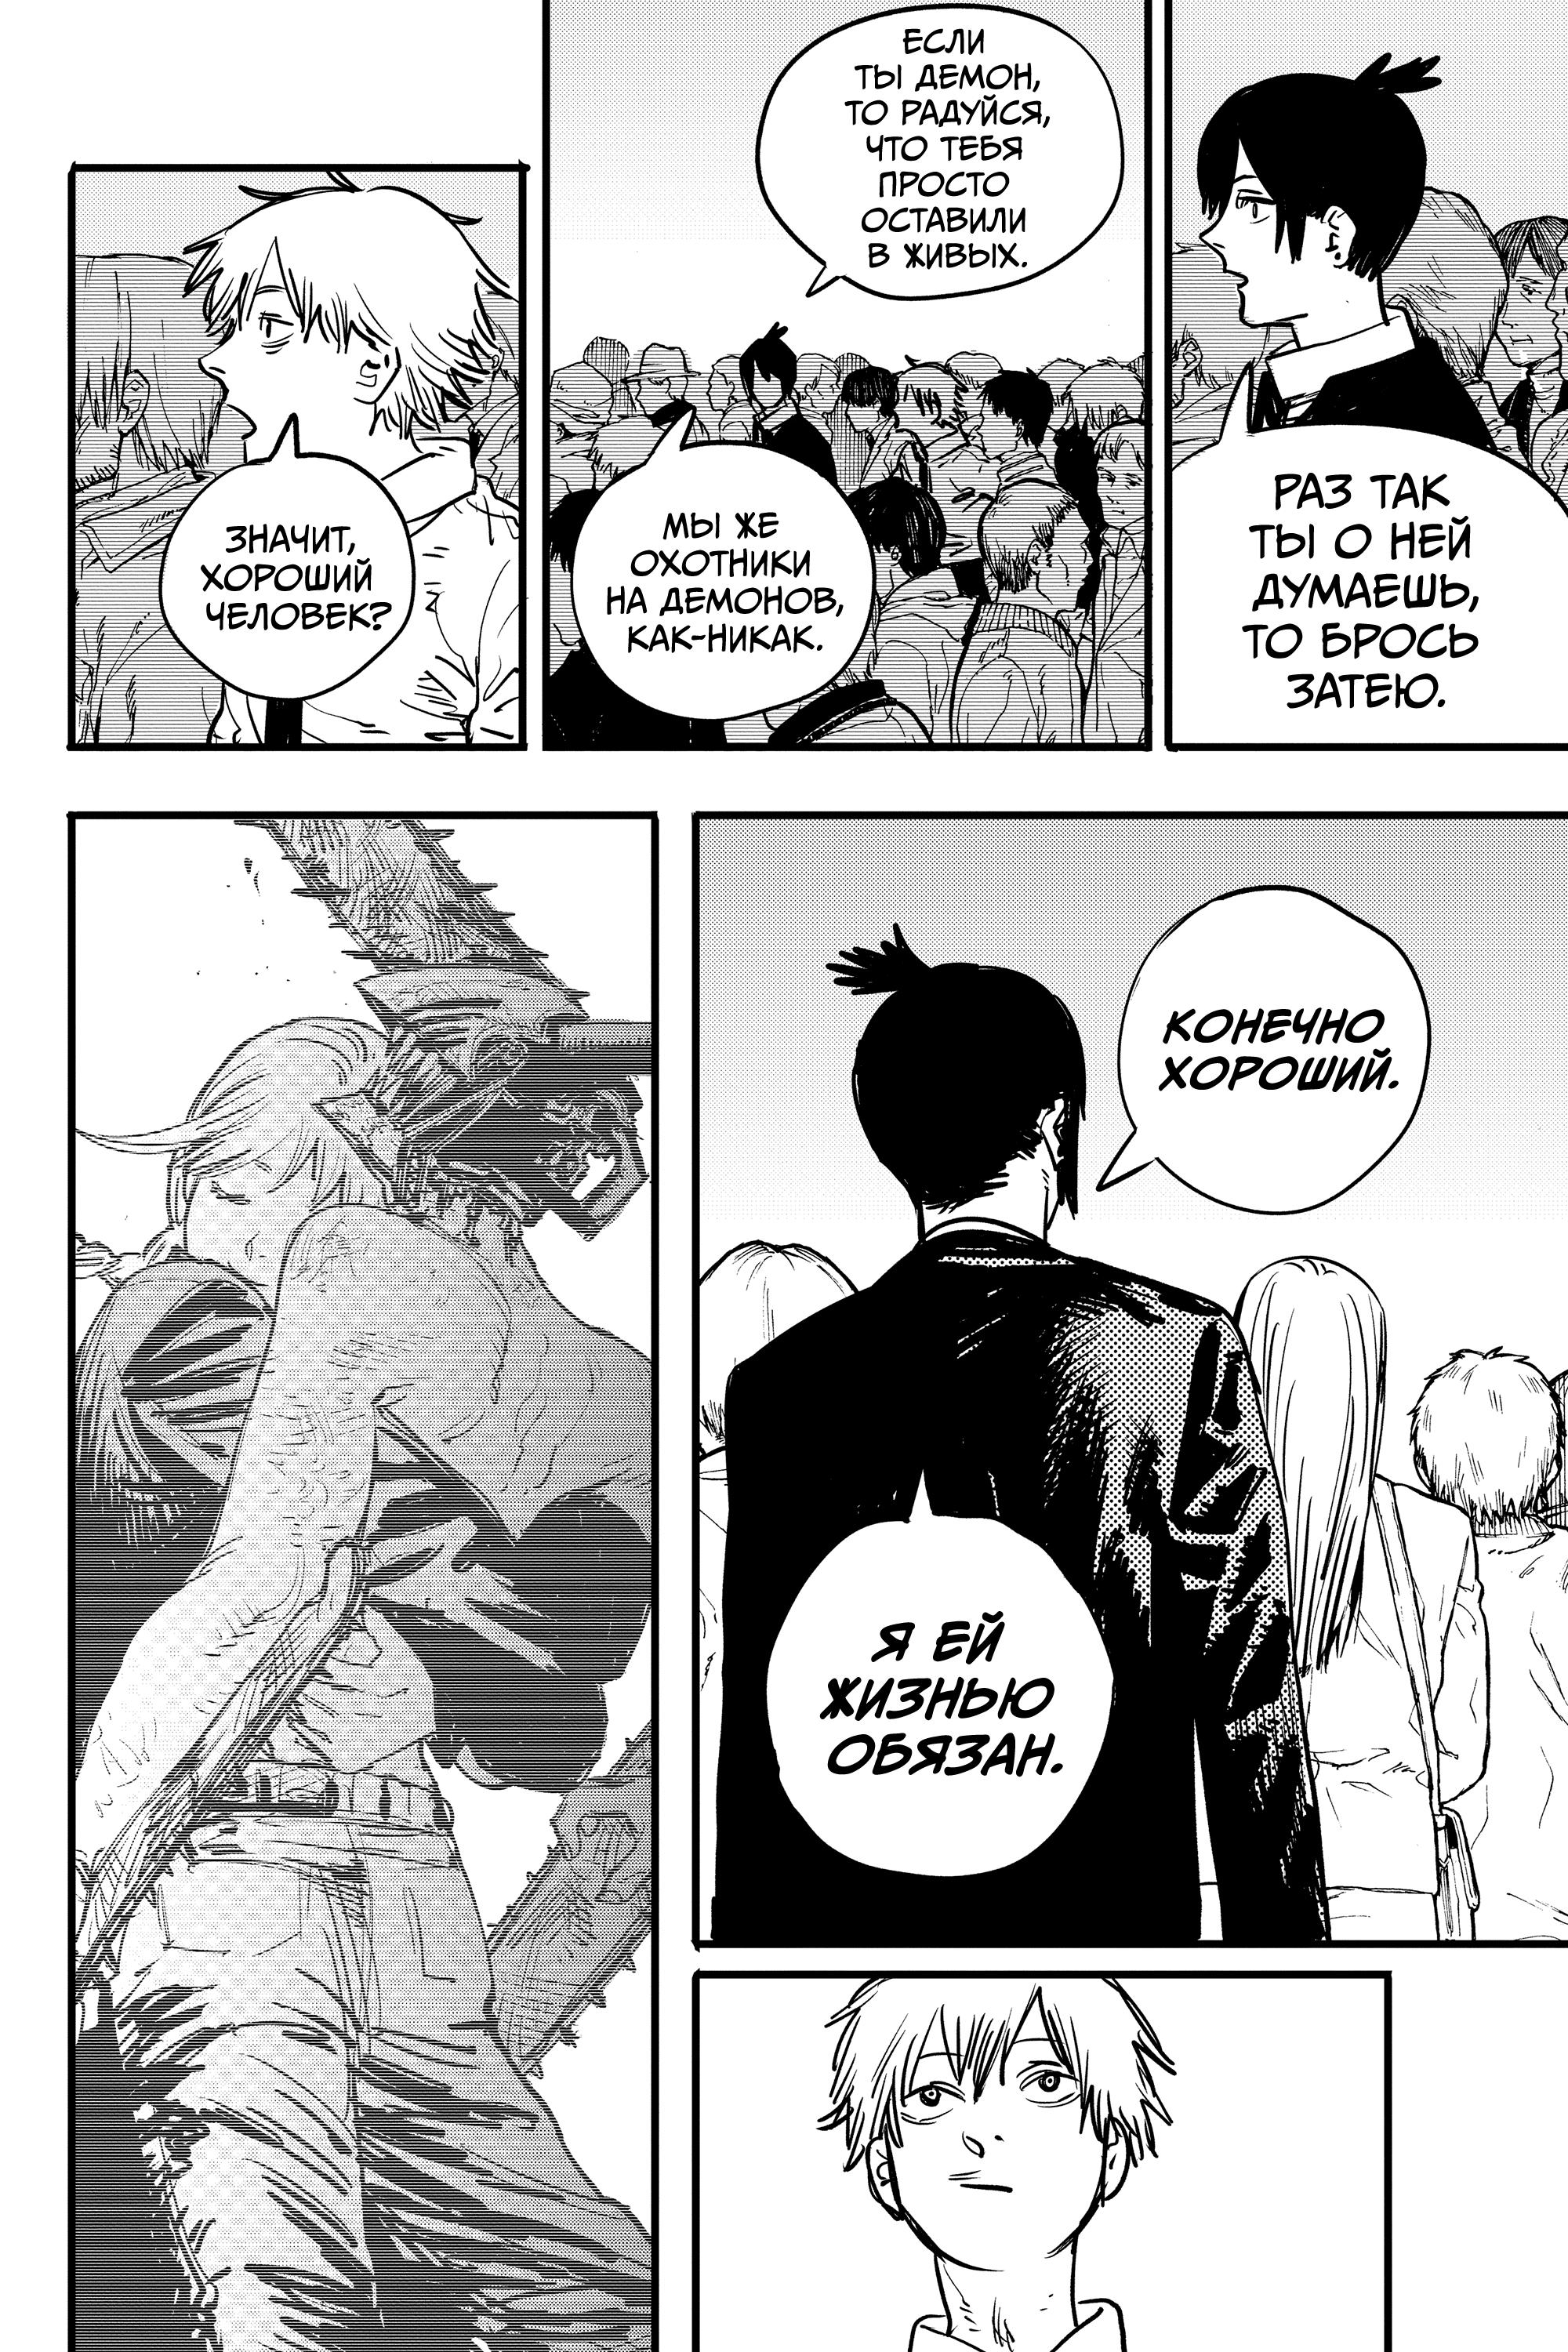 РАЗ ТАК
ТЫ О НЕЙ
ДУМАЕШЬ,
ТО БРОСЬ
ЗАТЕЮ.
ЕСЛИ
ТЫ ДЕМОН,
ТО РАДУЙСЯ,
ЧТО ТЕБЯ
ПРОСТО
ОСТАВИЛИ
В ЖИВЫХ.
МЫ ЖЕ
ОХОТНИКИ
НА ДЕМОНОВ,
КАК-НИКАК.
ЗНАЧИТ,
ХОРОШИЙ
ЧЕЛОВЕК?
КОНЕЧНО
ХОРОШИЙ.
Я ЕЙ
ЖИЗНЬЮ
ОБЯЗАН.